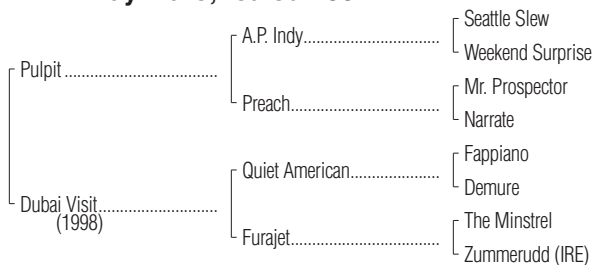 Seattle Slew
A.P. Indy
Weekend Surprise
Pulpit
Mr. Prospector
Preach
Narrate
Fappiano
Quiet American
Demure
Dubai Visit
(1998)
The Minstrel
Furajet
Zummerudd (IRE)